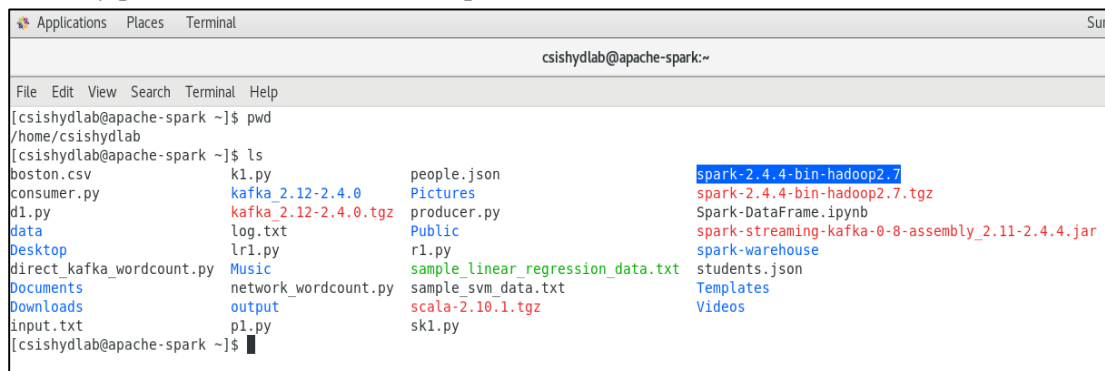 Applications Places Terminal
csishydlab@apache-spark:~
File Edit View Search Terminal Help
[csishydlab@apache-spark ~]$ pwd
/home/csishydlab
[csishydlab@apache-spark ~]$ ls
boston.csv k1.py people.json spark-2.4.4-bin-hadoop2.7
consumer.py kafka_2.12-2.4.0 Pictures spark-2.4.4-bin-hadoop2.7.tgz
d1.py kafka_2.12-2.4.0.tgz producer.py Spark-DataFrame.ipynb
data log.txt Public spark-streaming-kafka-0-8-assembly_2.11-2.4.4.jar
Desktop lr1.py r1.py spark-warehouse
direct_kafka_wordcount.py Music sample_linear_regression_data.txt students.json
Documents network_wordcount.py sample_svm_data.txt Templates
Downloads output scala-2.10.1.tgz Videos
input.txt p1.py sk1.py
[csishydlab@apache-spark ~]$